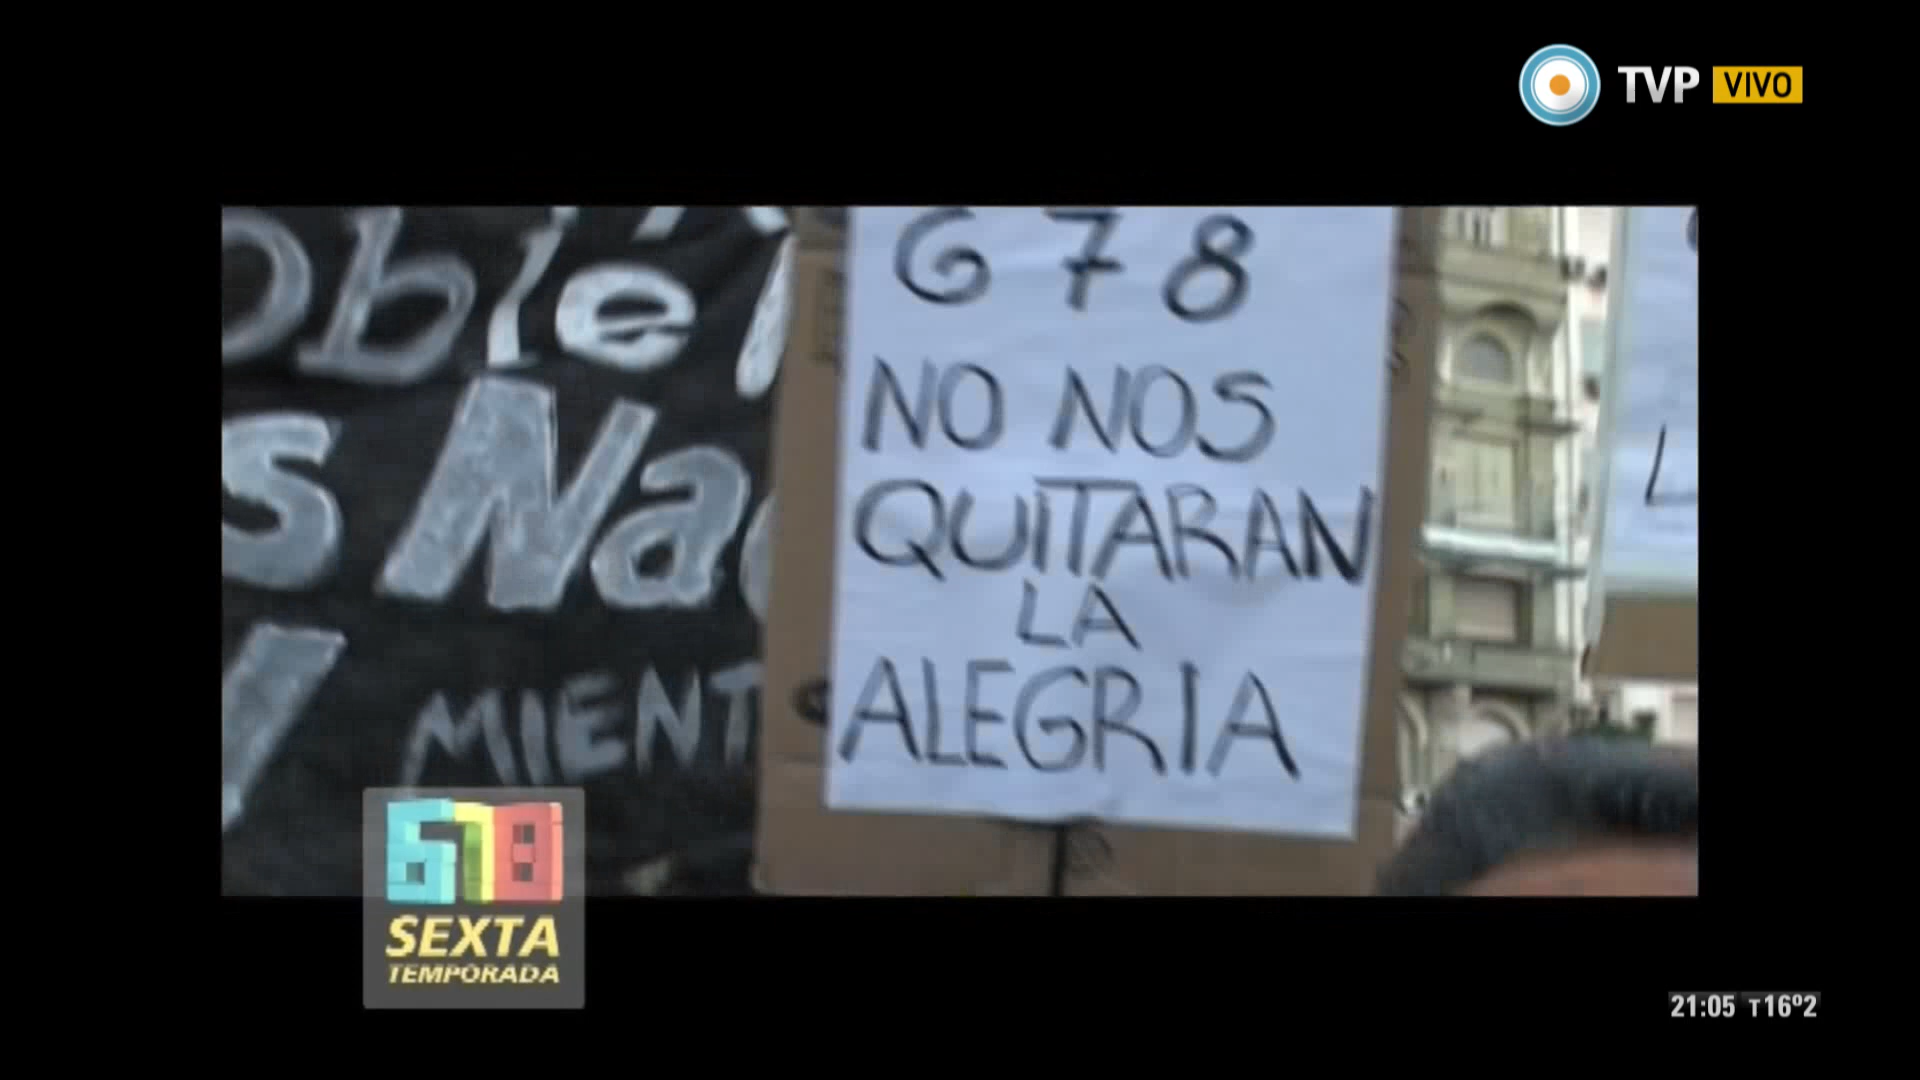 TVP VIVO
678
NO NOS
QUITARAN
LA
ALEGRIA
MIENT
678
SEXTA
TEMPORADA
21:05 T16º2